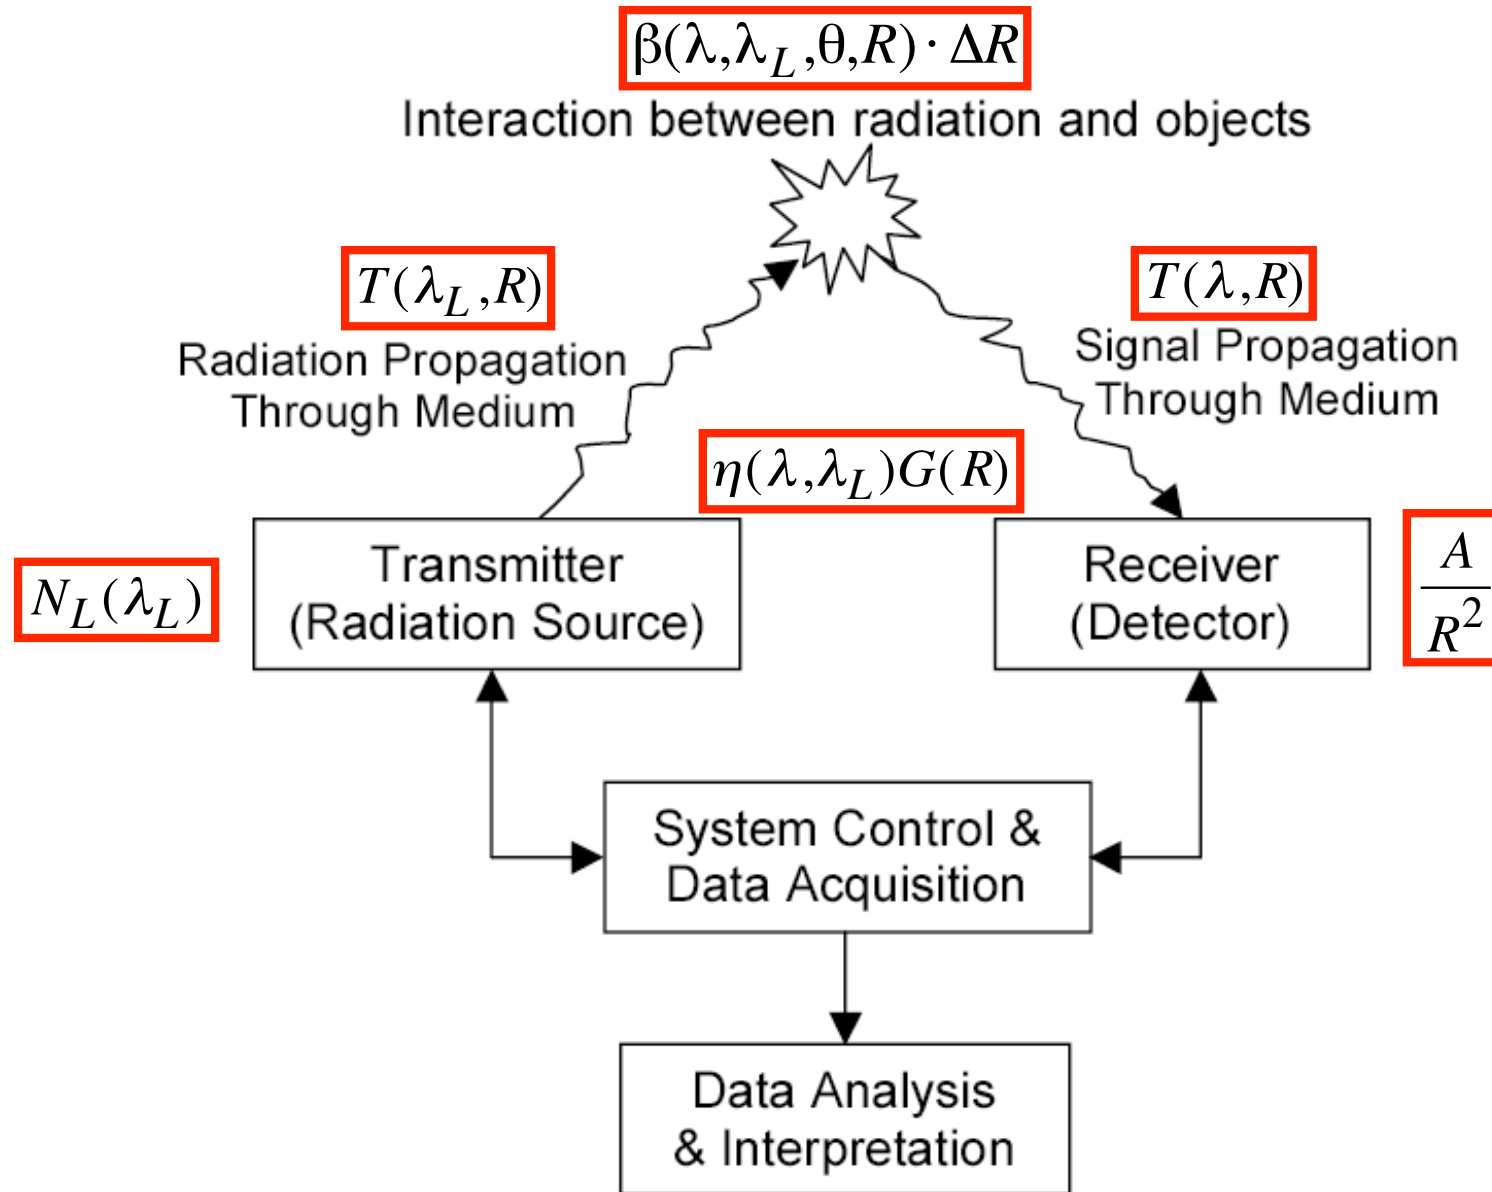 β(λ,λ_L,θ,R)·ΔR
Interaction between radiation and objects
T(λ_L,R)
Radiation Propagation
Through Medium
T(λ,R)
Signal Propagation
Through Medium
η(λ,λ_L)G(R)
N_L(λ_L)
Transmitter
(Radiation Source)
Receiver
(Detector)
A
R²
System Control &
Data Acquisition
Data Analysis
& Interpretation